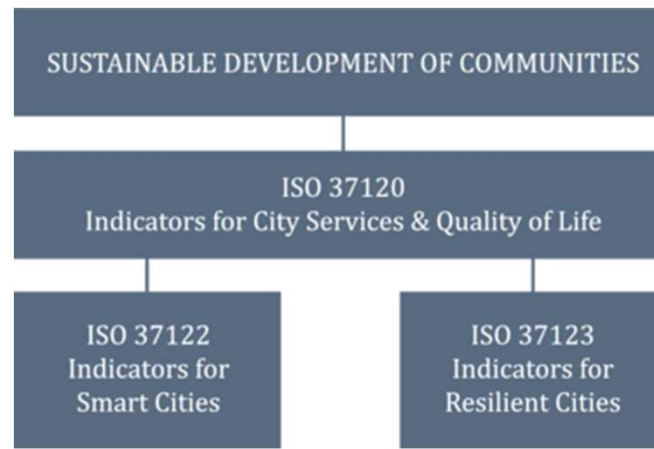 SUSTAINABLE DEVELOPMENT OF COMMUNITIES
ISO 37120
Indicators for City Services & Quality of Life
ISO 37122
Indicators for
Smart Cities
ISO 37123
Indicators for
Resilient Cities